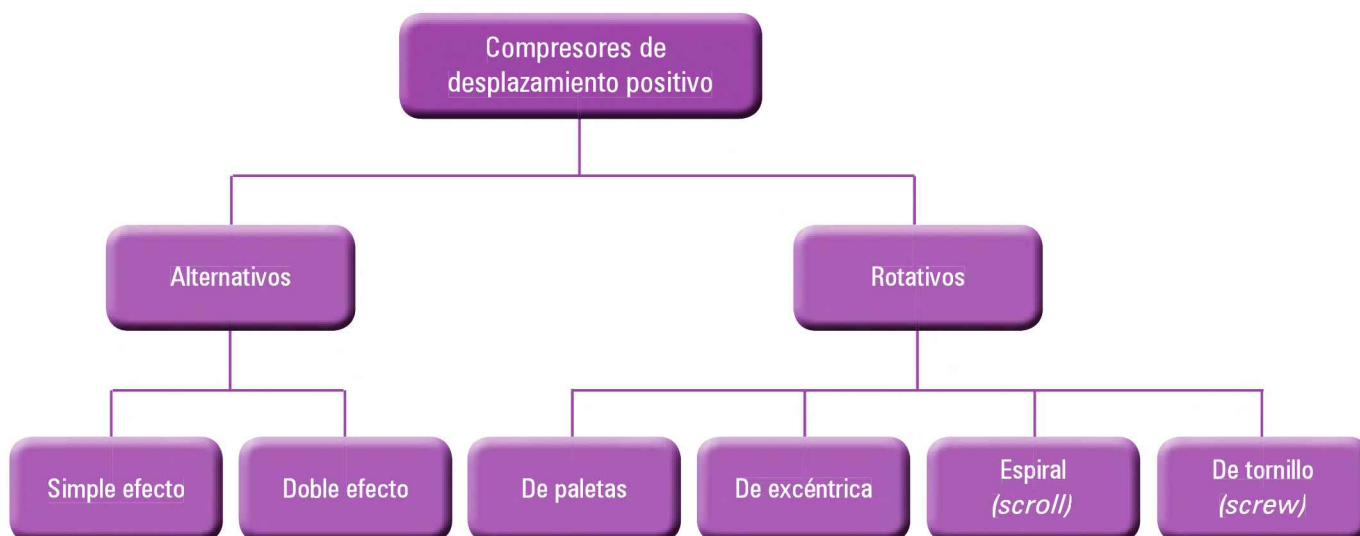 Compresores de
desplazamiento positivo
Alternativos
Rotativos
Simple efecto
Doble efecto
De paletas
De excéntrica
Espiral
(scroll)
De tornillo
(screw)